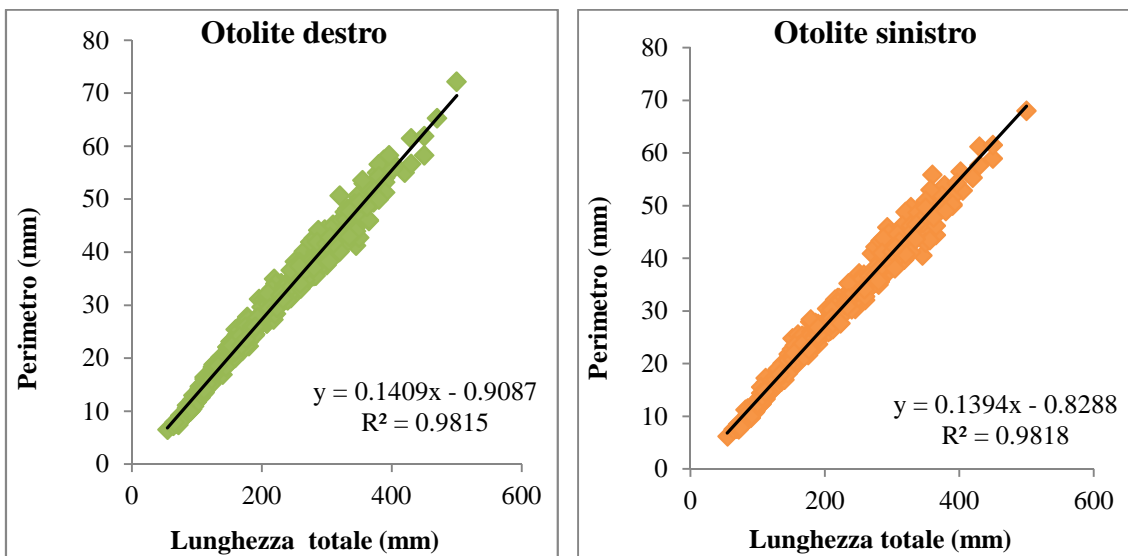 Otolite destro
80
70
60
50
40
30
20
10
0
Perimetro (mm)
y = 0.1409x - 0.9087
R² = 0.9815
0 200 400 600
Lunghezza totale (mm)
Otolite sinistro
80
70
60
50
40
30
20
10
0
Perimetro (mm)
y = 0.1394x - 0.8288
R² = 0.9818
0 200 400 600
Lunghezza totale (mm)